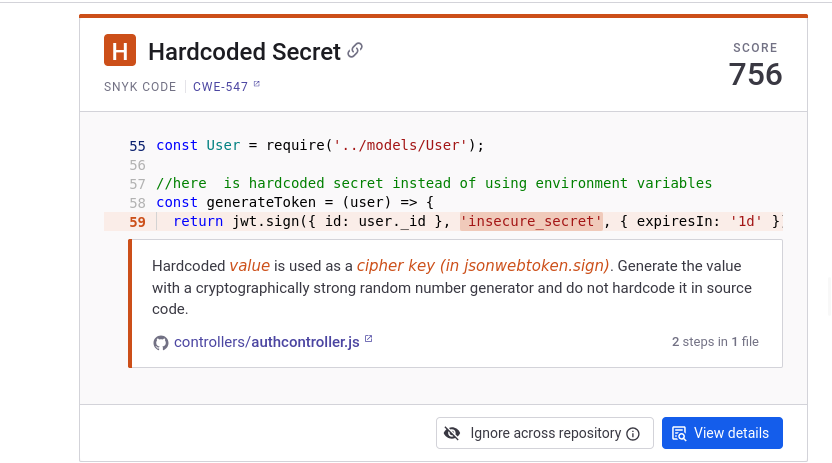 H Hardcoded Secret
SCORE
756
SNYK CODE CWE-547
55 const User = require('../models/User');
56
57 //here  is hardcoded secret instead of using environment variables
58 const generateToken = (user) => {
59   return jwt.sign({ id: user._id }, 'insecure_secret', { expiresIn: '1d' }
Hardcoded value is used as a cipher key (in jsonwebtoken.sign). Generate the value
with a cryptographically strong random number generator and do not hardcode it in source
code.
controllers/authcontroller.js 2 steps in 1 file
Ignore across repository View details